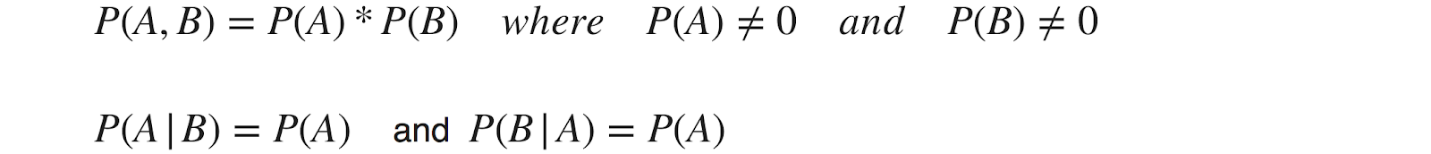 P(A, B) = P(A) * P(B) where P(A) ≠ 0 and P(B) ≠ 0
P(A | B) = P(A) and P(B | A) = P(A)